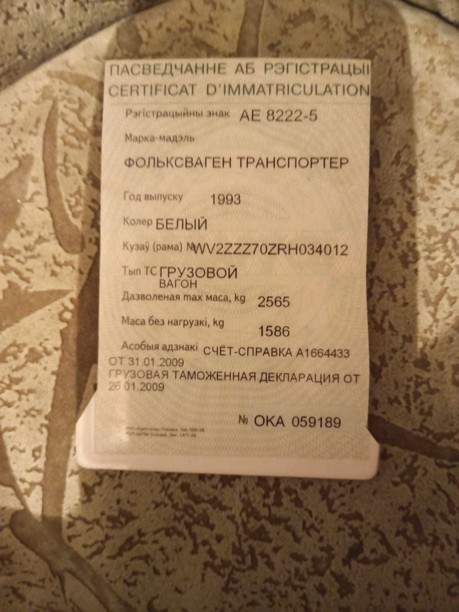 ПАСВЕДЧАННЕ АБ РЭГІСТРАЦЫІ
CERTIFICAT D'IMMATRICULATION
Рэгістрацыйны знак АЕ 8222-5
Марка-мадэль
ФОЛЬКСВАГЕН ТРАНСПОРТЕР
Год выпуску 1993
Колер БЕЛЫЙ
Кузаў (рама) № WV2ZZZ70ZRH034012
Тып ТС ГРУЗОВОЙ
ВАГОН
Дазволеная max маса, kg 2565
Маса без нагрузкі, kg 1586
Асобыя адзнакі СЧЁТ-СПРАВКА А1664433
ОТ 31.01.2009
ГРУЗОВАЯ ТАМОЖЕННАЯ ДЕКЛАРАЦИЯ ОТ
26.01.2009
№ ОКА 059189